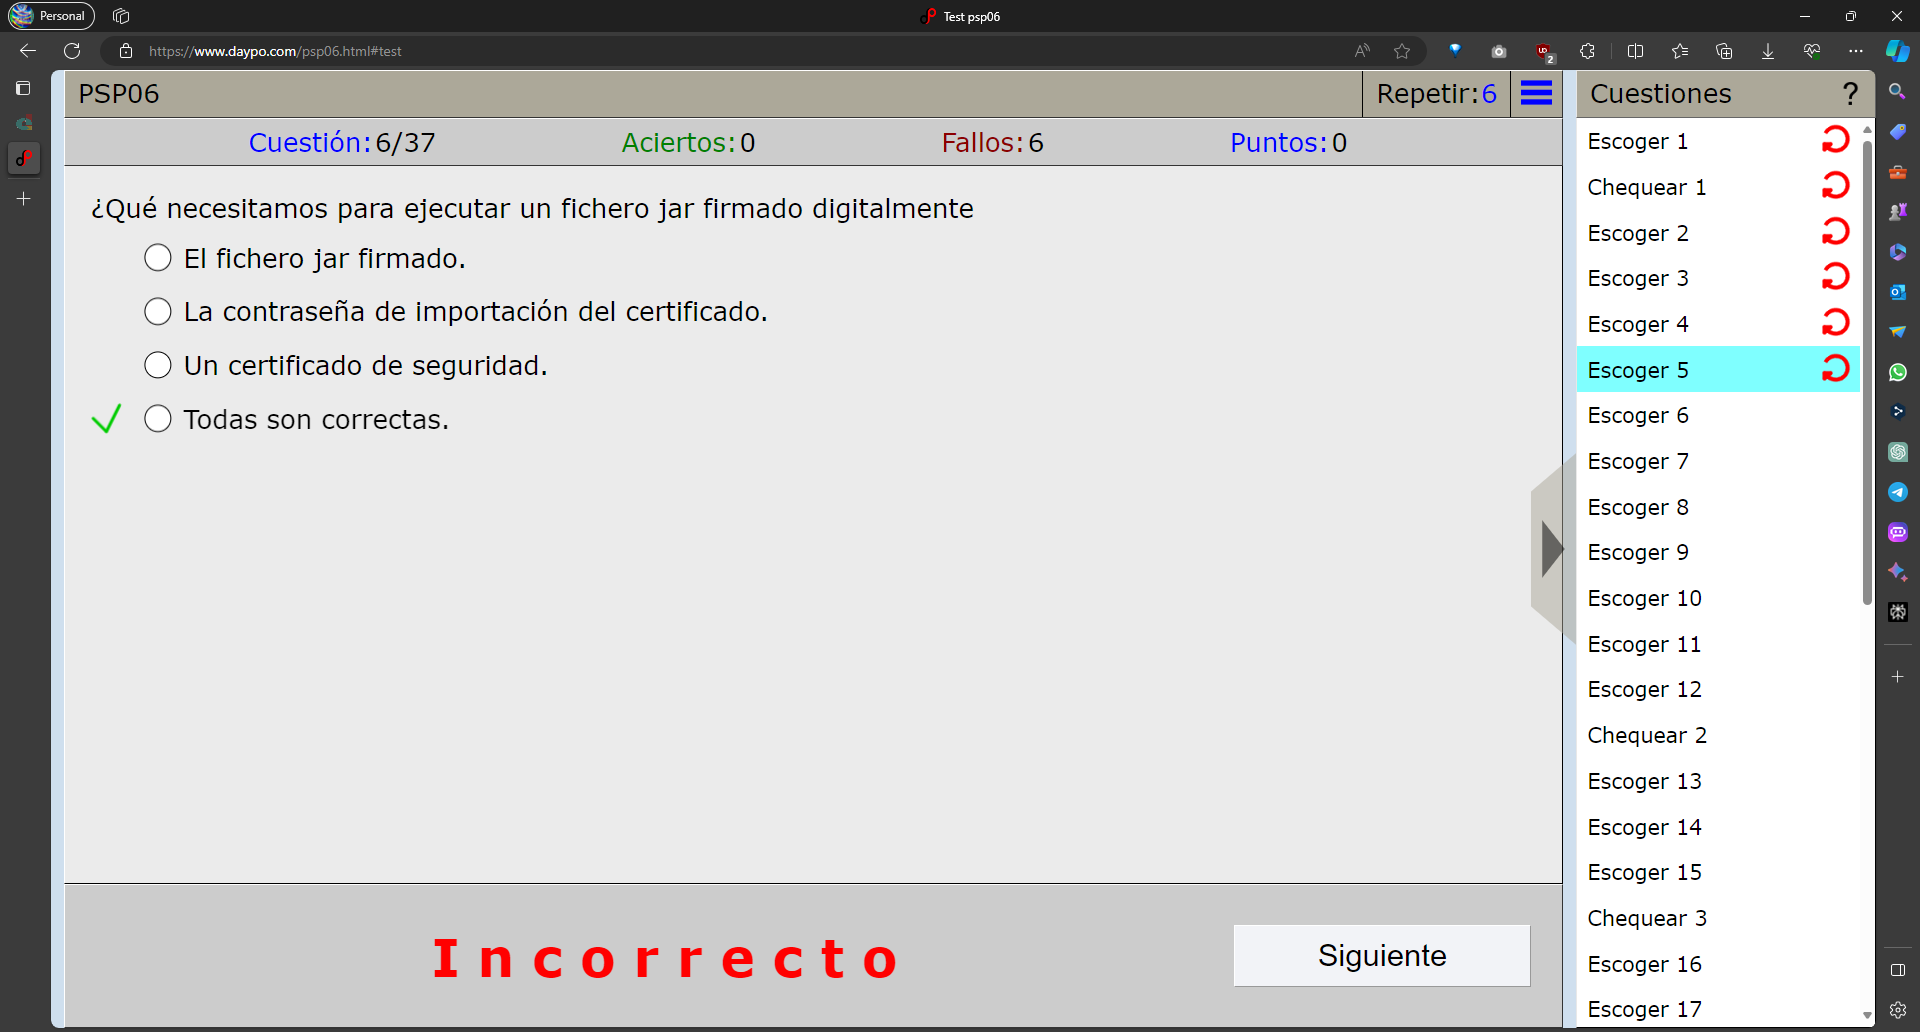 Personal
Test psp06
https://www.daypo.com/psp06.html#test
PSP06
Repetir:6
Cuestiones
?
Cuestión:6/37
Aciertos:0
Fallos:6
Puntos:0
¿Qué necesitamos para ejecutar un fichero jar firmado digitalmente
El fichero jar firmado.
La contraseña de importación del certificado.
Un certificado de seguridad.
Todas son correctas.
Incorrecto
Siguiente
Escoger 1
Chequear 1
Escoger 2
Escoger 3
Escoger 4
Escoger 5
Escoger 6
Escoger 7
Escoger 8
Escoger 9
Escoger 10
Escoger 11
Escoger 12
Chequear 2
Escoger 13
Escoger 14
Escoger 15
Chequear 3
Escoger 16
Escoger 17
2